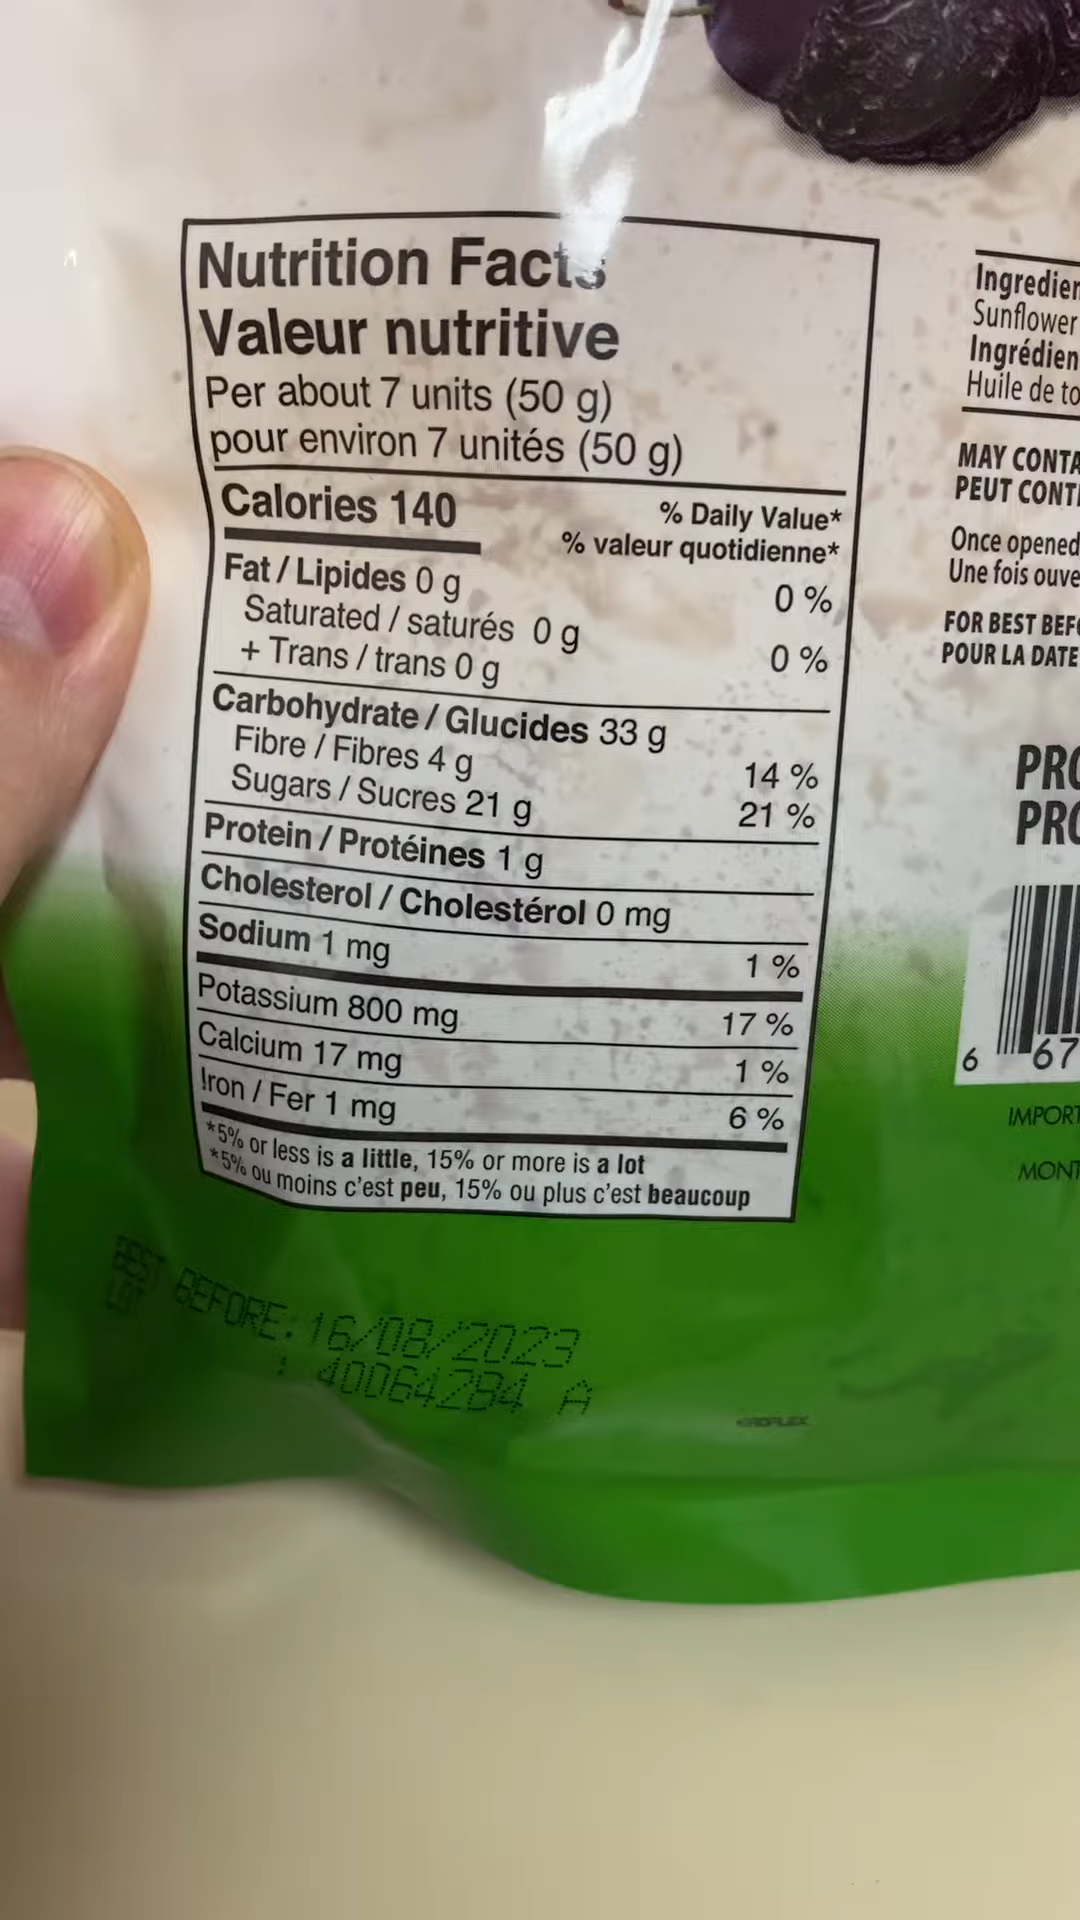 Nutrition Facts
Valeur nutritive
Per about 7 units (50 g)
pour environ 7 unités (50 g)
Calories 140
% Daily Value*
% valeur quotidienne*
Fat / Lipides 0 g 0 %
Saturated / saturés 0 g
+ Trans / trans 0 g 0 %
Carbohydrate / Glucides 33 g
Fibre / Fibres 4 g 14 %
Sugars / Sucres 21 g 21 %
Protein / Protéines 1 g
Cholesterol / Cholestérol 0 mg
Sodium 1 mg 1 %
Potassium 800 mg 17 %
Calcium 17 mg 1 %
Iron / Fer 1 mg 6 %
*5% or less is a little, 15% or more is a lot
*5% ou moins c'est peu, 15% ou plus c'est beaucoup
BEST BEFORE: 16/08/2023
LOT : 40064284 A
Ingredien
Sunflower
Ingrédien
Huile de to
MAY CONTA
PEUT CONT
Once opened
Une fois ouve
FOR BEST BEF
POUR LA DATE
PRO
PRO
6 67
IMPORT
MONT